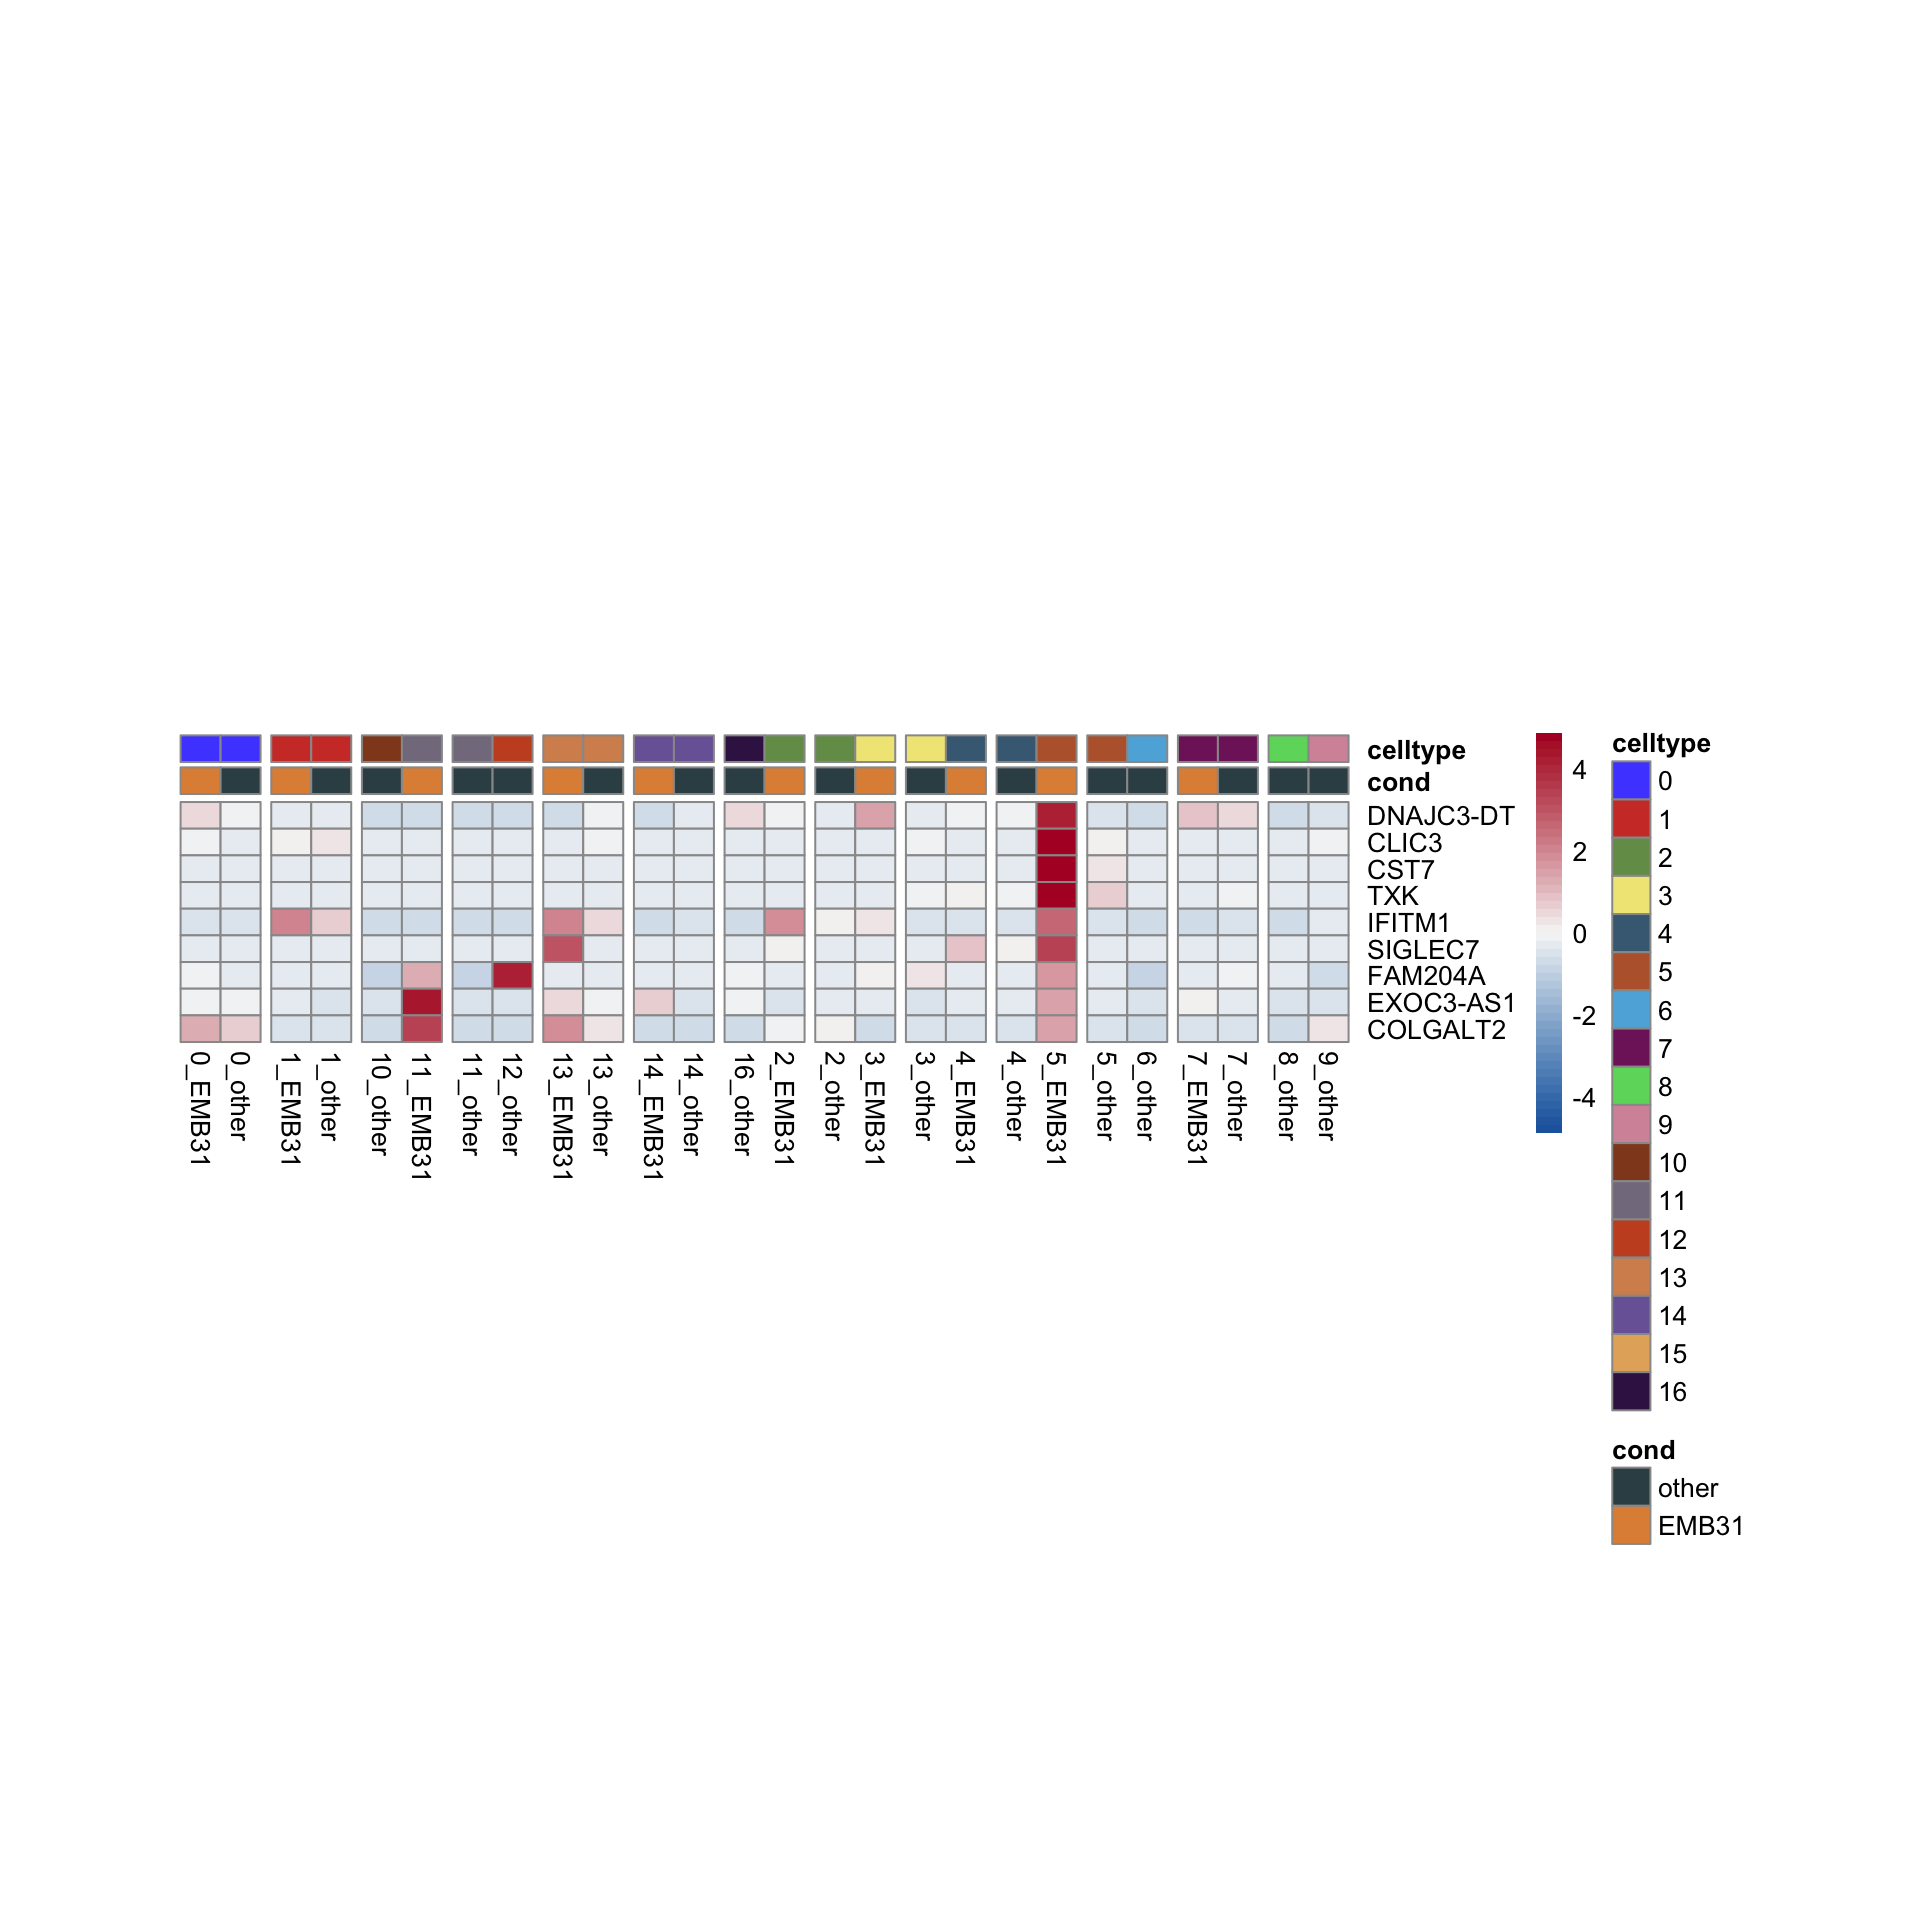 celltype
cond
DNAJC3-DT
CLIC3
CST7
TXK
IFITM1
SIGLEC7
FAM204A
EXOC3-AS1
COLGALT2
0_EMB31
0_other
1_EMB31
1_other
10_other
11_EMB31
11_other
12_other
13_EMB31
13_other
14_EMB31
14_other
16_other
2_EMB31
2_other
3_EMB31
3_other
4_EMB31
4_other
5_EMB31
5_other
6_other
7_EMB31
7_other
8_other
9_other
4
2
0
-2
-4
celltype
0
1
2
3
4
5
6
7
8
9
10
11
12
13
14
15
16
cond
other
EMB31